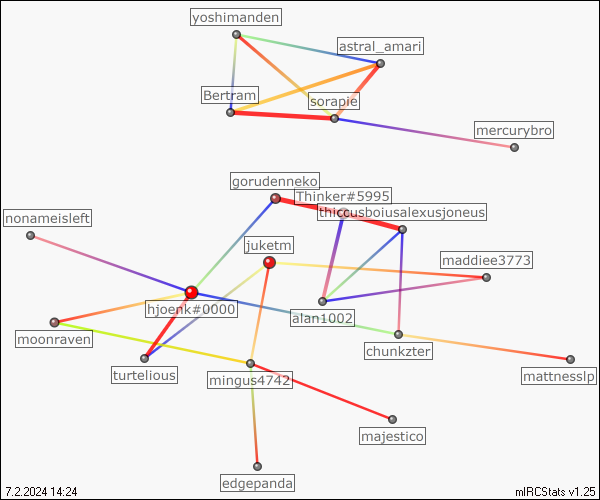 yoshimanden
astral_amari
Bertram
sorapie
mercurybro
gorudenneko
Thinker#5995
thiccusboiusalexusjoneus
nonameisleft
juketm
maddiee3773
hjoenk#0000
alan1002
moonraven
chunkzter
turtelious
mingus4742
mattnesslp
majestico
edgepanda
7.2.2024 14:24
mIRCStats v1.25